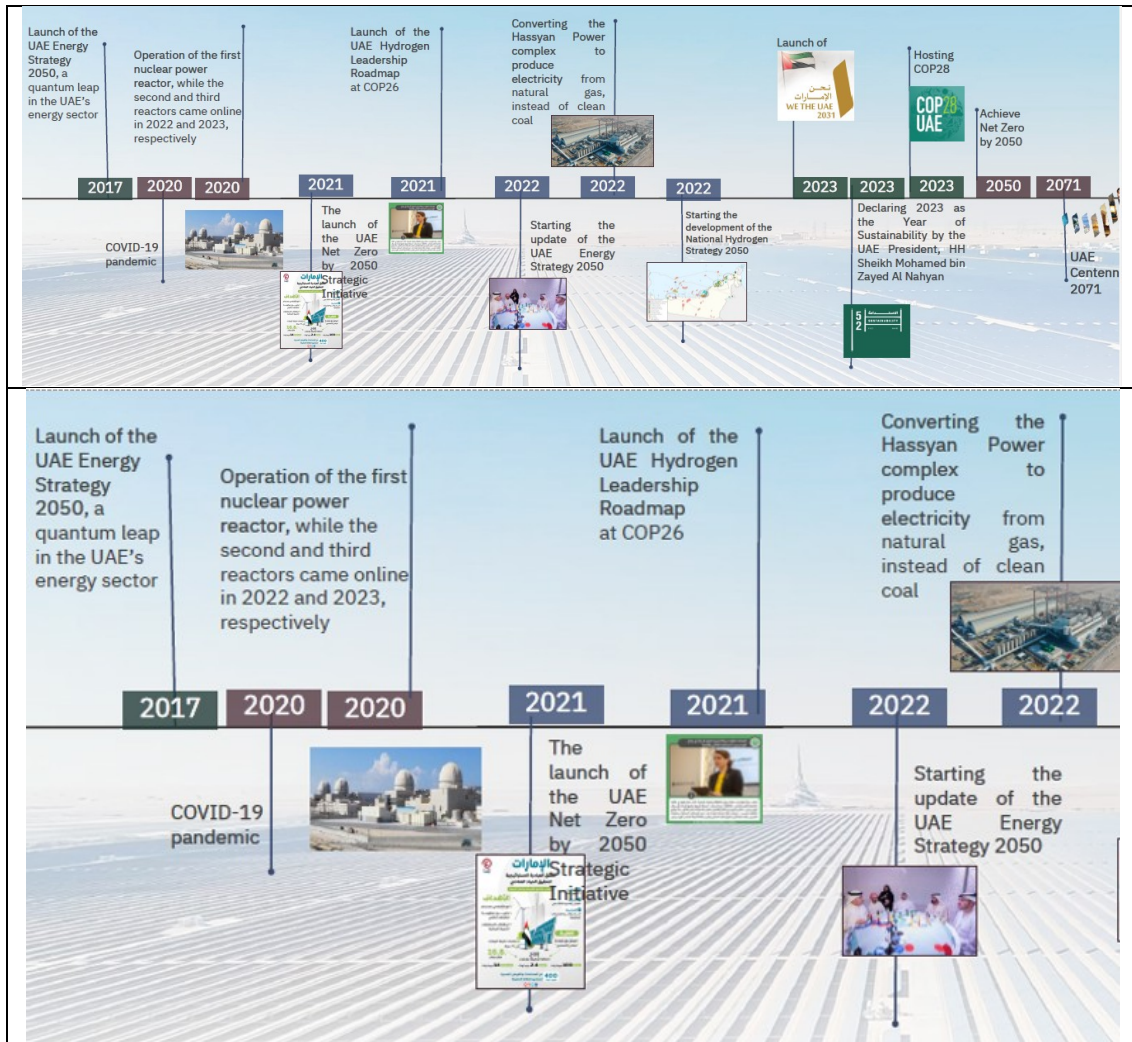 Launch of the
UAE Energy
Strategy
2050, a
quantum leap
in the UAE's
energy sector
Operation of the first
nuclear power
reactor, while the
second and third
reactors came online
in 2022 and 2023,
respectively
Launch of the
UAE Hydrogen
Leadership
Roadmap
at COP26
Converting the
Hassyan Power
complex to
produce
electricity from
natural gas,
instead of clean
coal
Launch of
نحن
الإمارات
WE THE UAE
2031
Hosting
COP28
COP28
UAE
Achieve
Net Zero
by 2050
2017
2020
2020
2021
2021
2022
2022
2022
2023
2023
2023
2050
2071
COVID-19
pandemic
The
launch of
the UAE
Net Zero
by 2050
Strategic
Initiative
الإمارات
Starting the
update of the
UAE Energy
Strategy 2050
Starting the
development of the
National Hydrogen
Strategy 2050
Declaring 2023 as
the Year of
Sustainability by the
UAE President, HH
Sheikh Mohamed bin
Zayed Al Nahyan
52
UAE
Centenn
2071
Launch of the
UAE Energy
Strategy
2050, a
quantum leap
in the UAE's
energy sector
Operation of the first
nuclear power
reactor, while the
second and third
reactors came online
in 2022 and 2023,
respectively
Launch of the
UAE Hydrogen
Leadership
Roadmap
at COP26
Converting the
Hassyan Power
complex to
produce
electricity from
natural gas,
instead of clean
coal
2017
2020
2020
2021
2021
2022
2022
COVID-19
pandemic
The
launch of
the UAE
Net Zero
by 2050
Strategic
Initiative
الإمارات
Starting the
update of the
UAE Energy
Strategy 2050